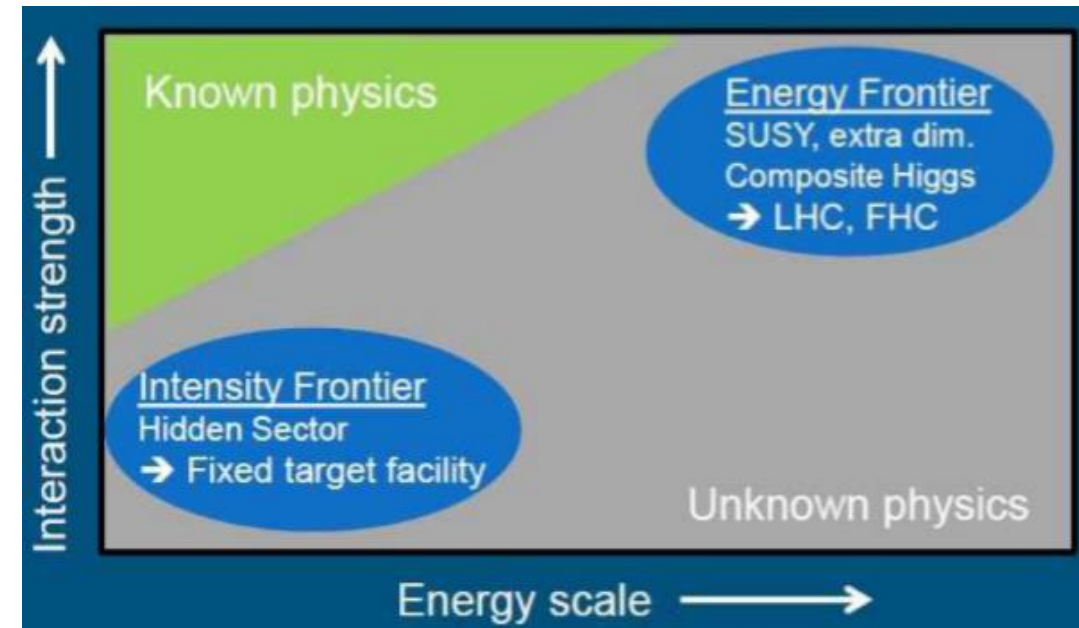 Known physics
Energy Frontier
SUSY, extra dim.
Composite Higgs
➔ LHC, FHC
Intensity Frontier
Hidden Sector
➔ Fixed target facility
Unknown physics
Interaction strength
Energy scale